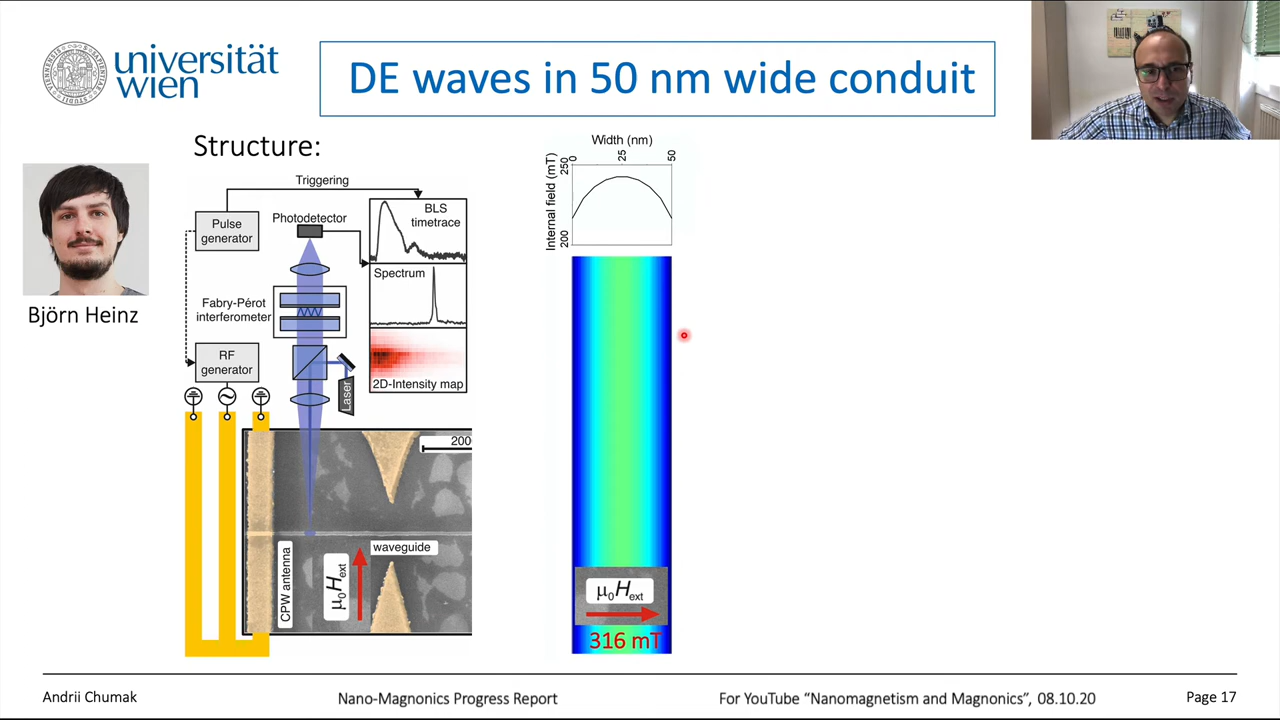 universität
wien
DE waves in 50 nm wide conduit
Structure:
Björn Heinz
Triggering
Pulse
generator
Photodetector
BLS
timetrace
Spectrum
Fabry-Pérot
interferometer
RF
generator
Laser
2D-Intensity map
200
CPW antenna
μ₀Hext
waveguide
Width (nm)
0
25
50
Internal field (mT)
250
200
μ₀Hext
316 mT
Andrii Chumak
Nano-Magnonics Progress Report
For YouTube “Nanomagnetism and Magnonics”, 08.10.20
Page 17